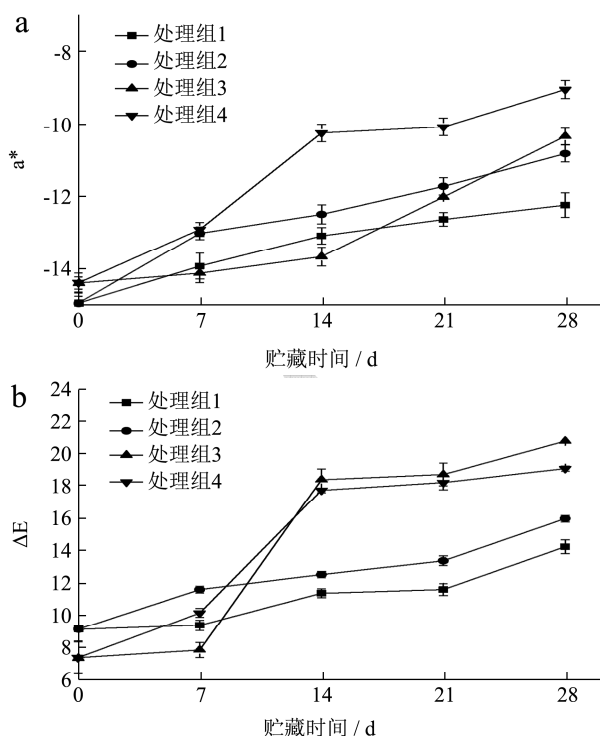 a
处理组1
处理组2
处理组3
处理组4
-8
-10
-12
-14
a*
0 7 14 21 28
贮藏时间 / d
b
处理组1
处理组2
处理组3
处理组4
24
22
20
18
16
14
12
10
8
6
ΔE
0 7 14 21 28
贮藏时间 / d